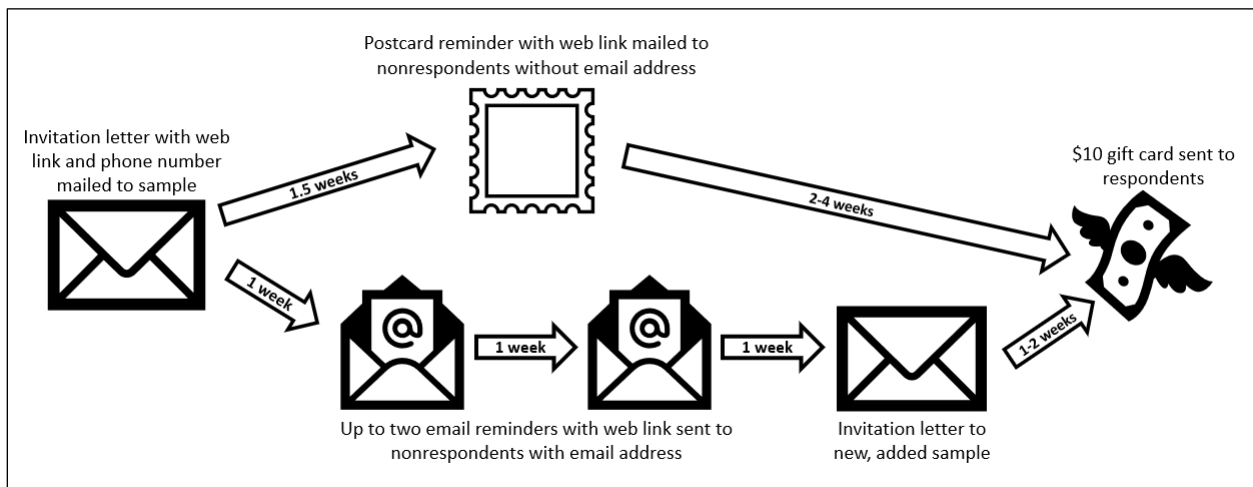 Postcard reminder with web link mailed to
nonrespondents without email address
Invitation letter with web
link and phone number
mailed to sample
1.5 weeks
2-4 weeks
$10 gift card sent to
respondents
1 week
@
1 week
@
1 week
1-2 weeks
Up to two email reminders with web link sent to
nonrespondents with email address
Invitation letter to
new, added sample